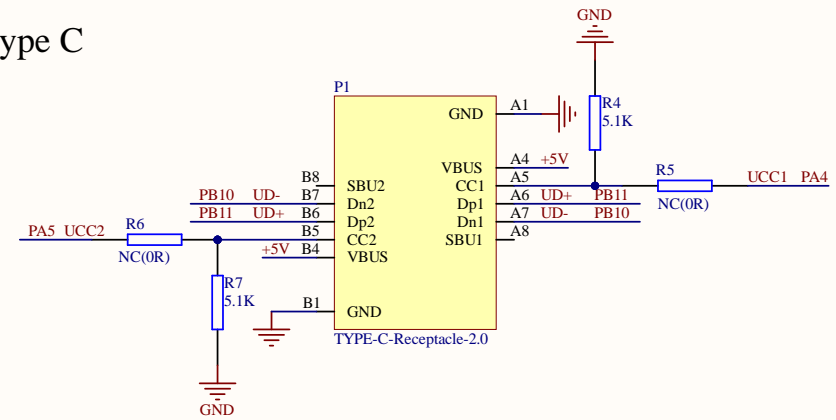 GND
ype C
P1
GND A1
R4
5.1K
VBUS A4 +5V
B8 SBU2
CC1 A5
R5
UCC1 PA4
NC(0R)
PB10 UD- B7 Dn2
Dp1 A6 UD+ PB11
PB11 UD+ B6 Dp2
Dn1 A7 UD- PB10
PA5 UCC2
R6
NC(0R)
B5 CC2
SBU1 A8
+5V B4 VBUS
R7
5.1K
B1 GND
TYPE-C-Receptacle-2.0
GND